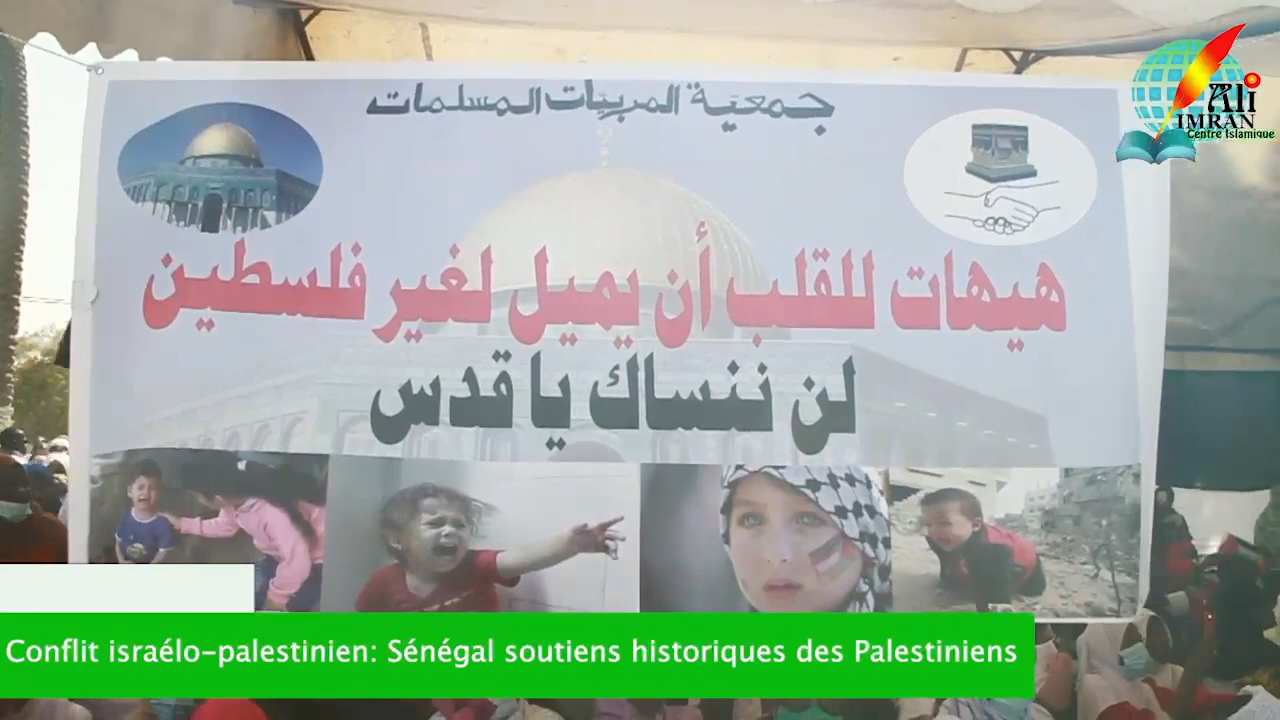 جمعية المربيات المسلمات
Ali
IMRAN
Centre Islamique
هيهات للقلب أن يميل لغير فلسطين
لن ننساك يا قدس
Conflit israélo-palestinien: Sénégal soutiens historiques des Palestiniens